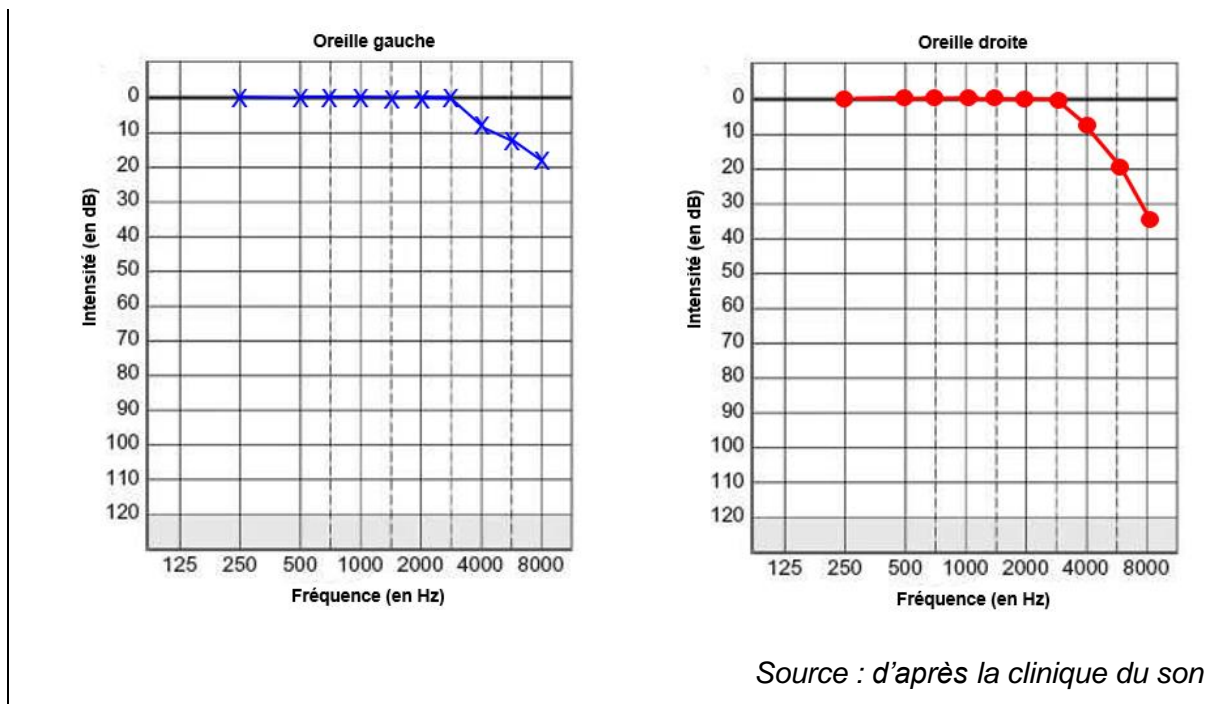 Oreille gauche
0
10
20
30
40
50
60
70
80
90
100
110
120
Intensité (en dB)
125 250 500 1000 2000 4000 8000
Fréquence (en Hz)
Oreille droite
0
10
20
30
40
50
60
70
80
90
100
110
120
Intensité (en dB)
125 250 500 1000 2000 4000 8000
Fréquence (en Hz)
Source : d'après la clinique du son